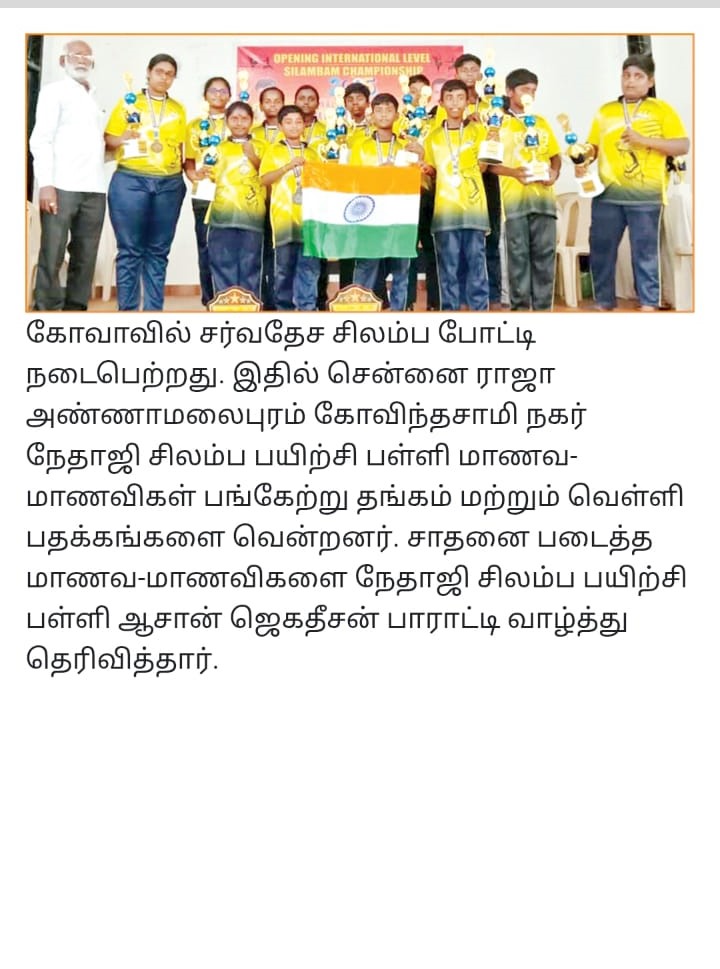 OPENING INTERNATIONAL LEVEL
SILAMBAM CHAMPIONSHIP
கோவாவில் சர்வதேச சிலம்ப போட்டி
நடைபெற்றது. இதில் சென்னை ராஜா
அண்ணாமலைபுரம் கோவிந்தசாமி நகர்
நேதாஜி சிலம்ப பயிற்சி பள்ளி மாணவ-
மாணவிகள் பங்கேற்று தங்கம் மற்றும் வெள்ளி
பதக்கங்களை வென்றனர். சாதனை படைத்த
மாணவ-மாணவிகளை நேதாஜி சிலம்ப பயிற்சி
பள்ளி ஆசான் ஜெகதீசன் பாராட்டி வாழ்த்து
தெரிவித்தார்.